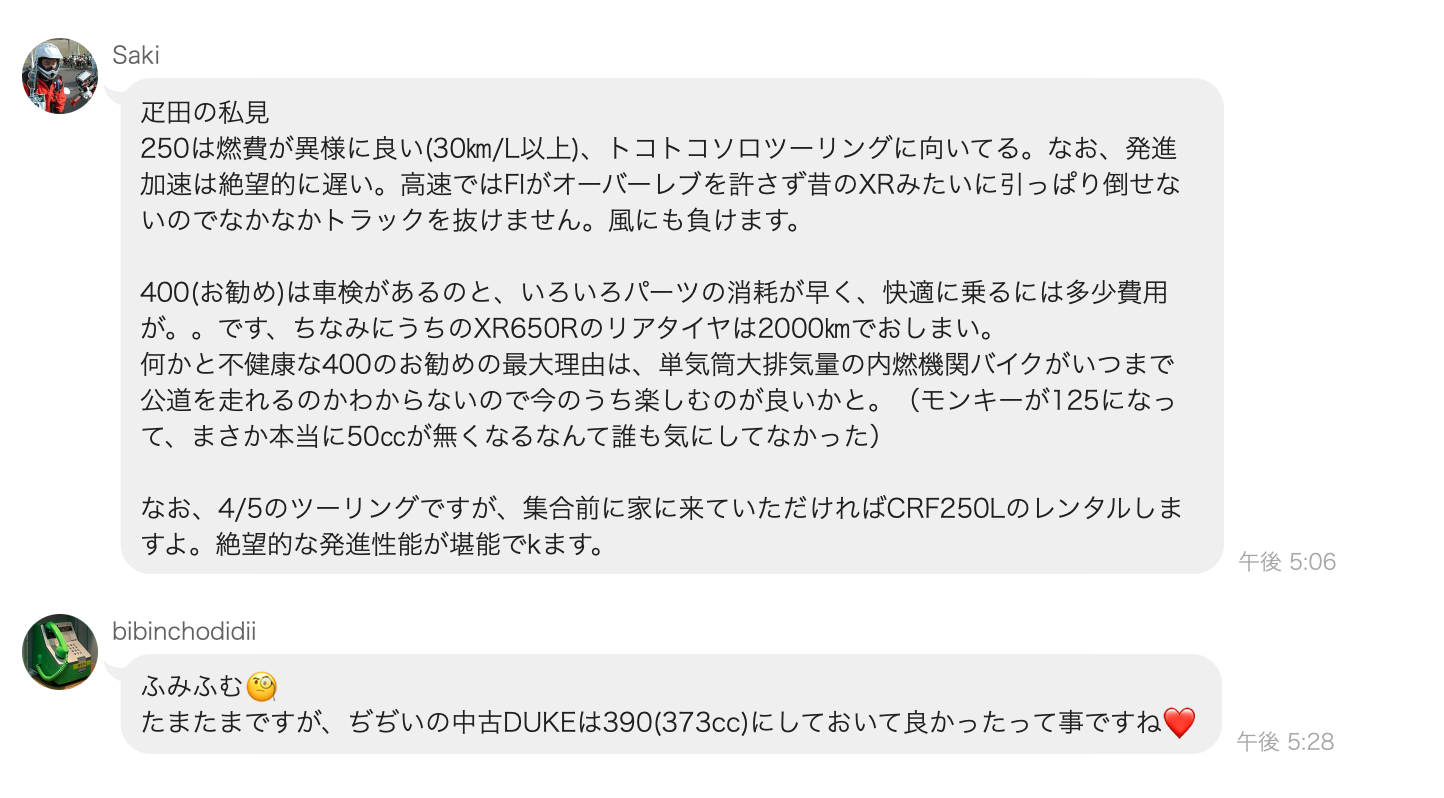 Saki
疋田の私見
250は燃費が異様に良い(30㎞/L以上)、トコトコソロツーリングに向いてる。なお、発進
加速は絶望的に遅い。高速ではFIがオーバーレブを許さず昔のXRみたいに引っぱり倒せな
いのでなかなかトラックを抜けません。風にも負けます。
400(お勧め)は車検があるのと、いろいろパーツの消耗が早く、快適に乗るには多少費用
が。。です、ちなみにうちのXR650Rのリアタイヤは2000㎞でおしまい。
何かと不健康な400のお勧めの最大理由は、単気筒大排気量の内燃機関バイクがいつまで
公道を走れるのかわからないので今のうち楽しむのが良いかと。（モンキーが125になっ
て、まさか本当に50㏄が無くなるなんて誰も気にしてなかった）
なお、4/5のツーリングですが、集合前に家に来ていただければCRF250Lのレンタルしま
すよ。絶望的な発進性能が堪能でkます。
午後 5:06
bibinchodidii
ふみふむ🧐
たまたまですが、ぢぢいの中古DUKEは390(373cc)にしておいて良かったって事ですね❤️
午後 5:28